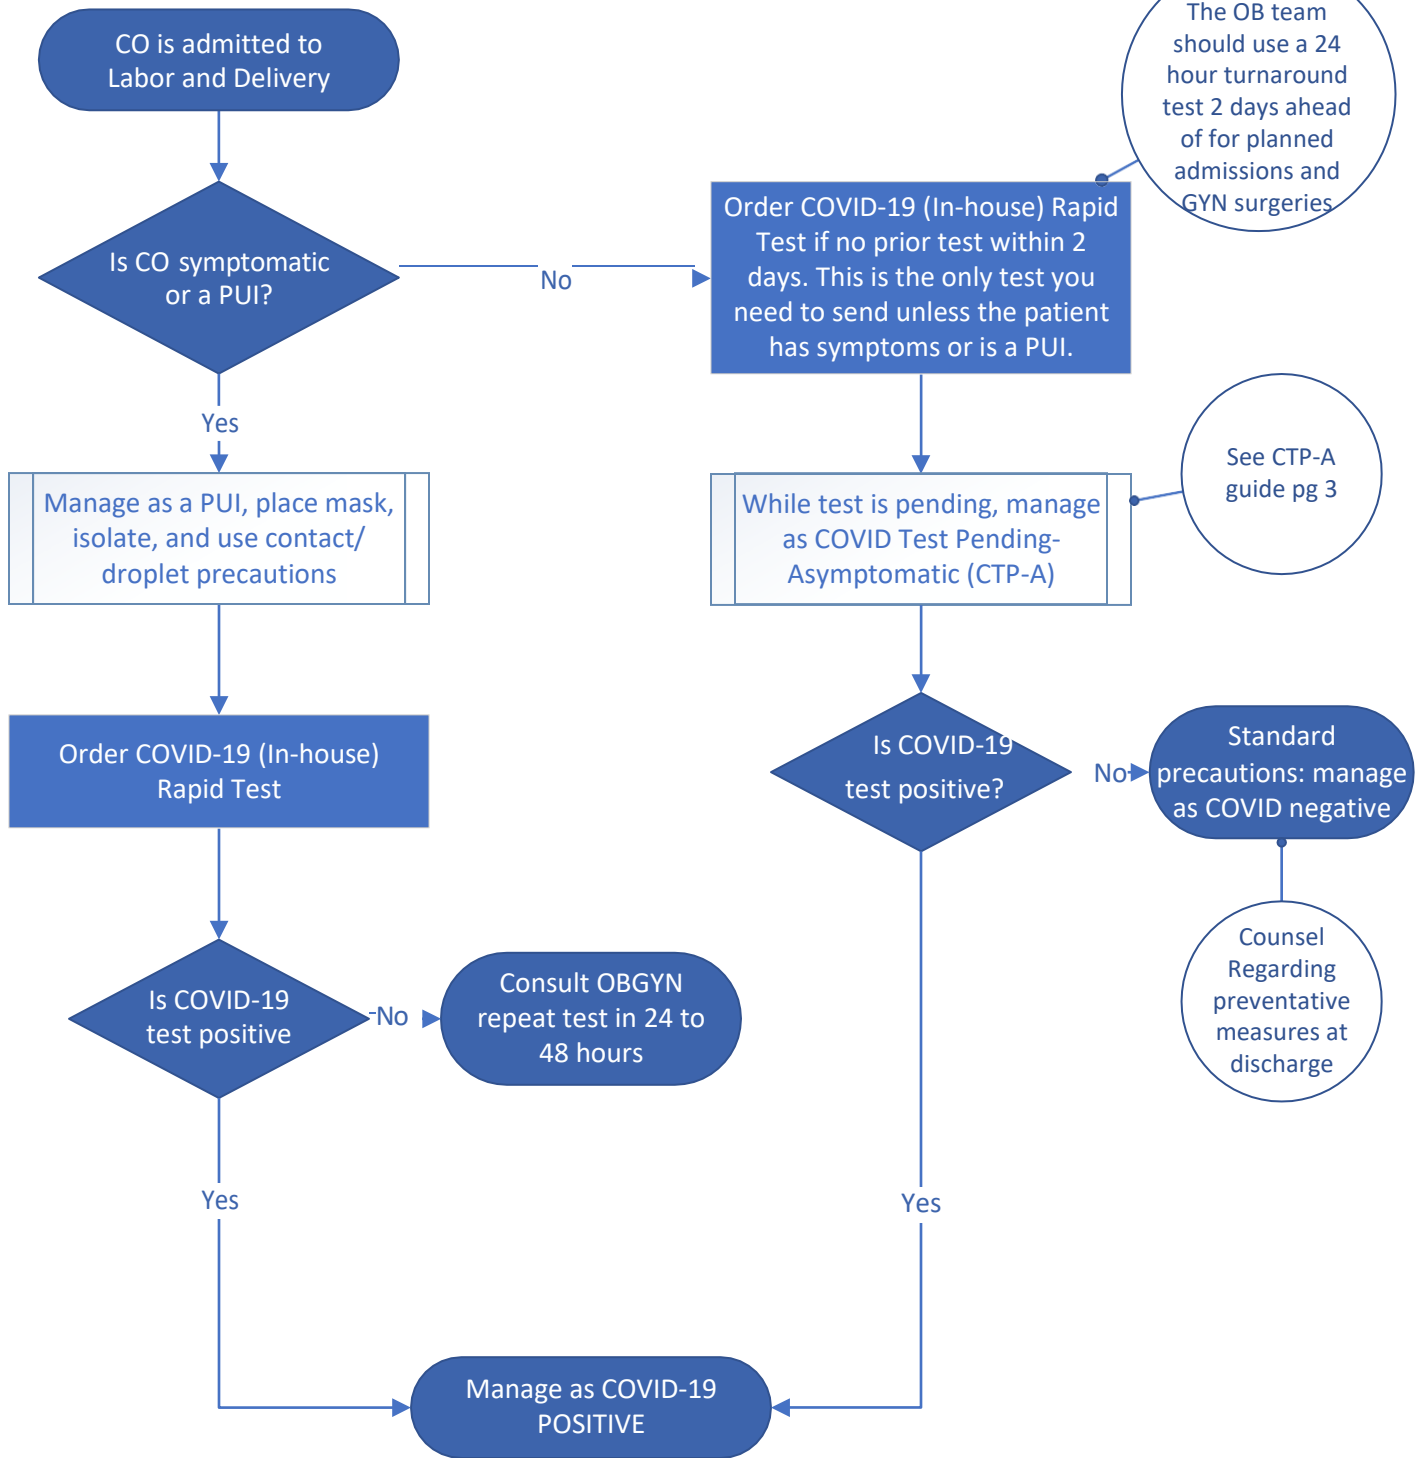 The OB team
should use a 24
hour turnaround
test 2 days ahead
of for planned
admissions and
GYN surgeries
CO is admitted to
Labor and Delivery
Is CO symptomatic
or a PUI?
No
Order COVID-19 (In-house) Rapid
Test if no prior test within 2
days. This is the only test you
need to send unless the patient
has symptoms or is a PUI.
Yes
See CTP-A
guide pg 3
Manage as a PUI, place mask,
isolate, and use contact/
droplet precautions
While test is pending, manage
as COVID Test Pending-
Asymptomatic (CTP-A)
Order COVID-19 (In-house)
Rapid Test
Is COVID-19
test positive?
No
Standard
precautions: manage
as COVID negative
Is COVID-19
test positive
No
Consult OBGYN
repeat test in 24 to
48 hours
Counsel
Regarding
preventative
measures at
discharge
Yes
Yes
Manage as COVID-19
POSITIVE